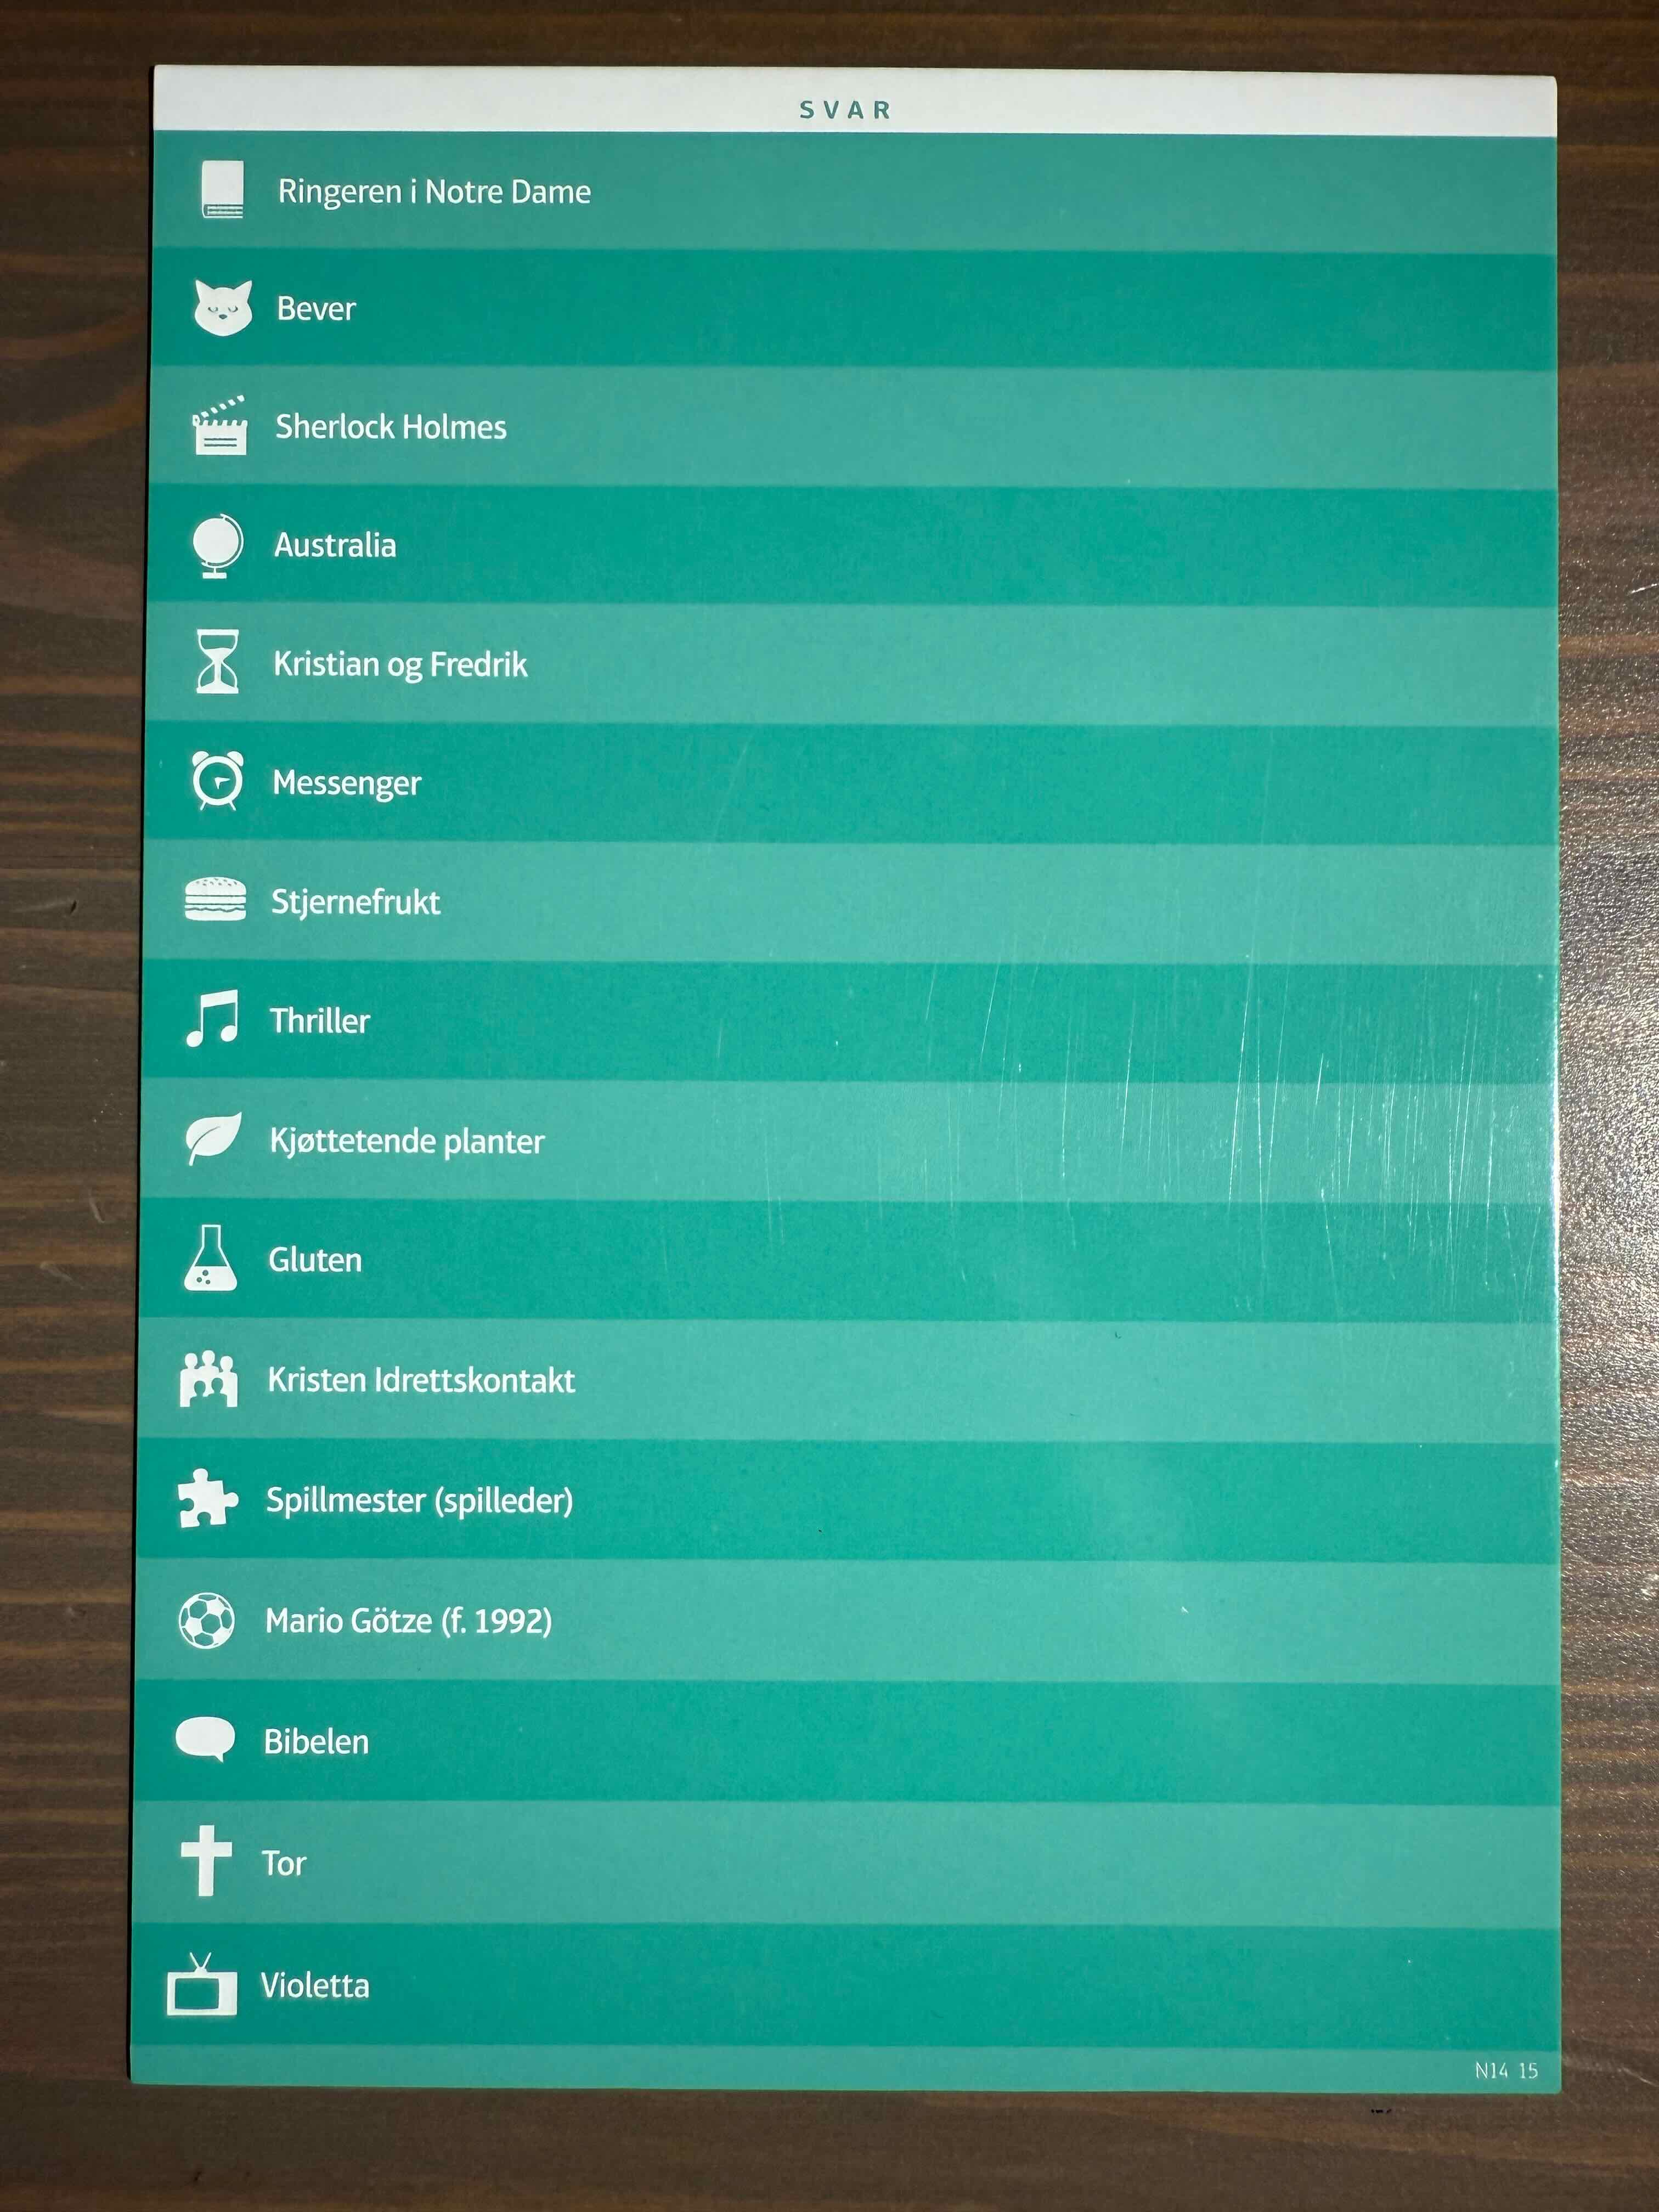 SVAR
Ringeren i Notre Dame
Bever
Sherlock Holmes
Australia
Kristian og Fredrik
Messenger
Stjernefrukt
Thriller
Kjøttetende planter
Gluten
Kristen Idrettskontakt
Spillmester (spilleder)
Mario Götze (f. 1992)
Bibelen
Tor
Violetta
N14 15